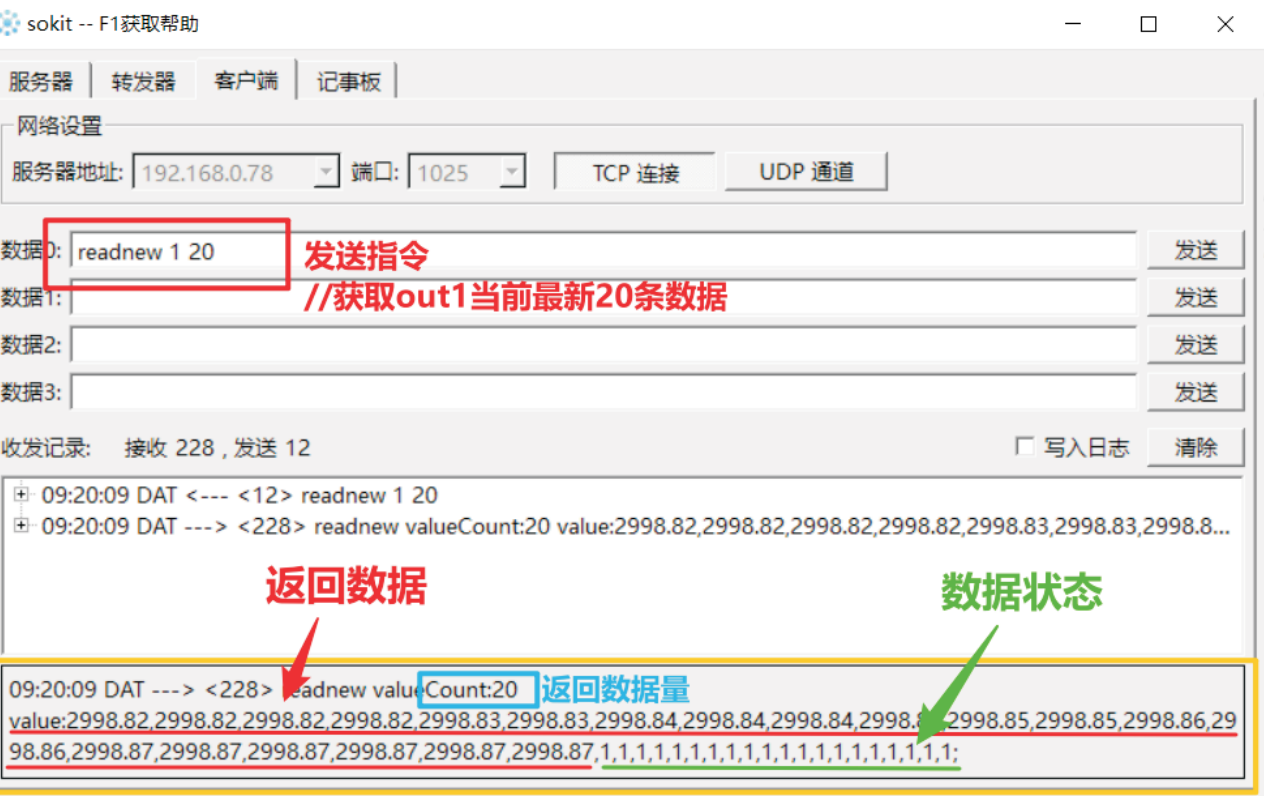 sokit -- F1获取帮助
服务器 转发器 客户端 记事板
网络设置
服务器地址: 192.168.0.78 端口: 1025 TCP 连接 UDP 通道
数据0: readnew 1 20 发送指令 发送
数据1: //获取out1当前最新20条数据 发送
数据2: 发送
数据3: 发送
收发记录: 接收 228 , 发送 12 写入日志 清除
09:20:09 DAT <--- <12> readnew 1 20
09:20:09 DAT ---> <228> readnew valueCount:20 value:2998.82,2998.82,2998.82,2998.82,2998.83,2998.83,2998.8...
返回数据 数据状态
09:20:09 DAT ---> <228> readnew valueCount:20 返回数据量
value:2998.82,2998.82,2998.82,2998.82,2998.83,2998.83,2998.84,2998.84,2998.84,2998.8 2998.85,2998.85,2998.86,29
98.86,2998.87,2998.87,2998.87,2998.87,2998.87,2998.87,1,1,1,1,1,1,1,1,1,1,1,1,1,1,1,1,1,1,1,1;